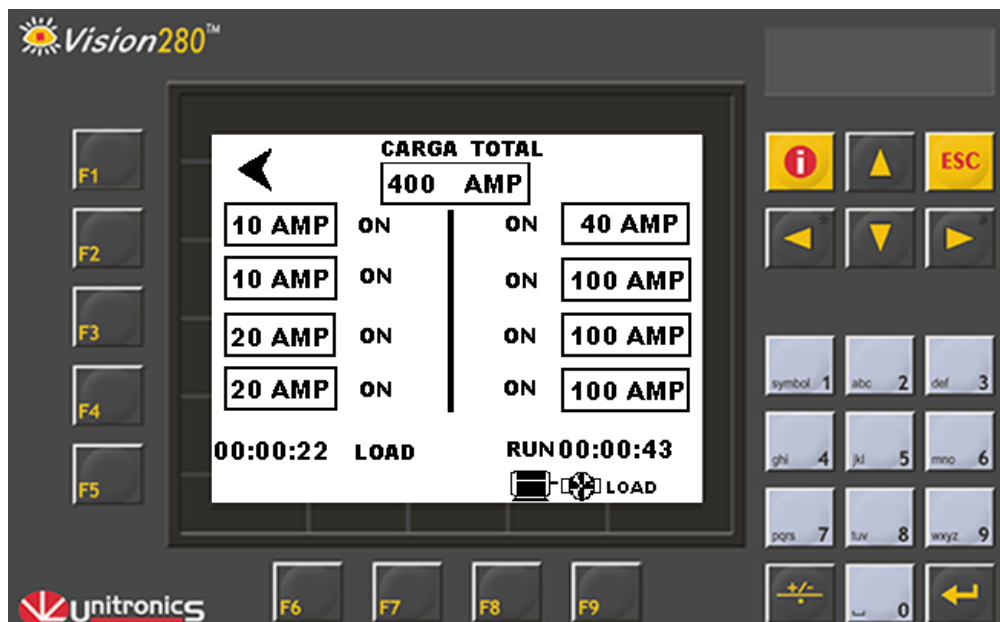 Vision280™
CARGA TOTAL
400 AMP
10 AMP ON
10 AMP ON
20 AMP ON
20 AMP ON
ON 40 AMP
ON 100 AMP
ON 100 AMP
ON 100 AMP
00:00:22 LOAD
RUN 00:00:43
LOAD
F1
F2
F3
F4
F5
F6 F7 F8 F9
i ESC
* #
symbol 1 abc 2 def 3
ghi 4 jkl 5 mno 6
pqrs 7 tuv 8 wxyz 9
+/- 0
unitronics